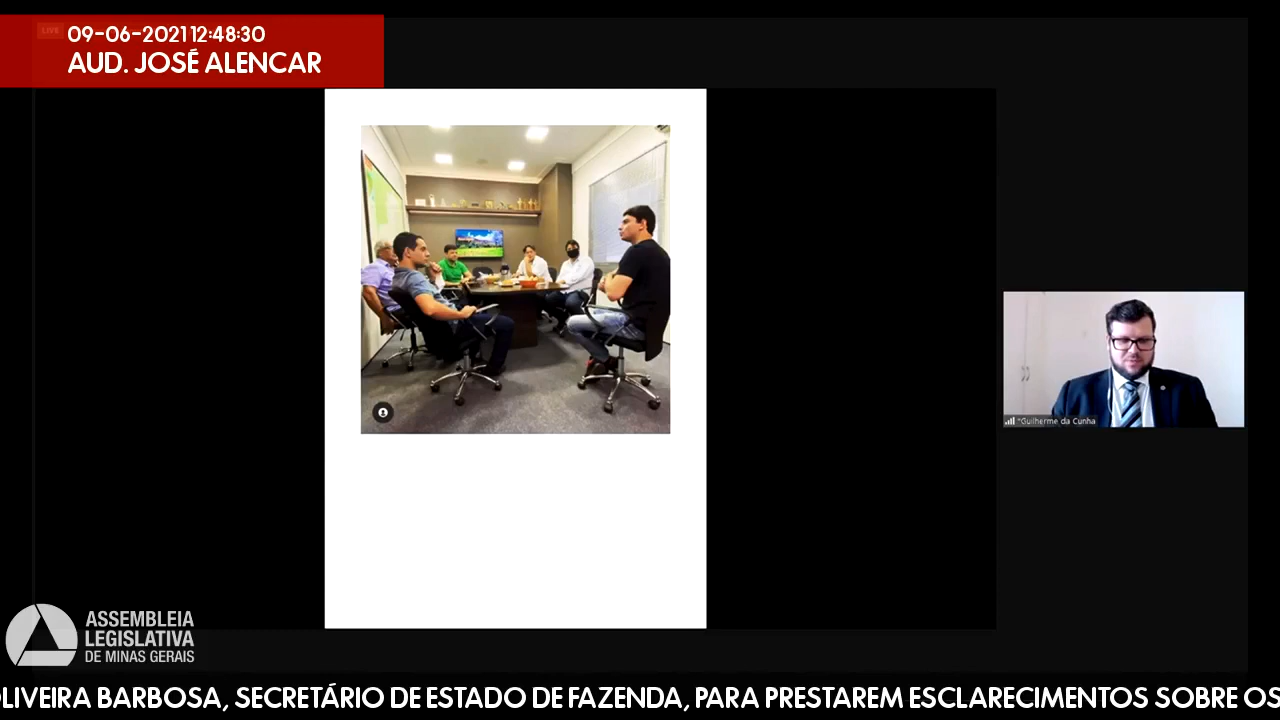 LIVE
09-06-2021 12:48:30
AUD. JOSÉ ALENCAR
*Guilherme da Cunha
ASSEMBLEIA
LEGISLATIVA
DE MINAS GERAIS
OLIVEIRA BARBOSA, SECRETÁRIO DE ESTADO DE FAZENDA, PARA PRESTAREM ESCLARECIMENTOS SOBRE OS